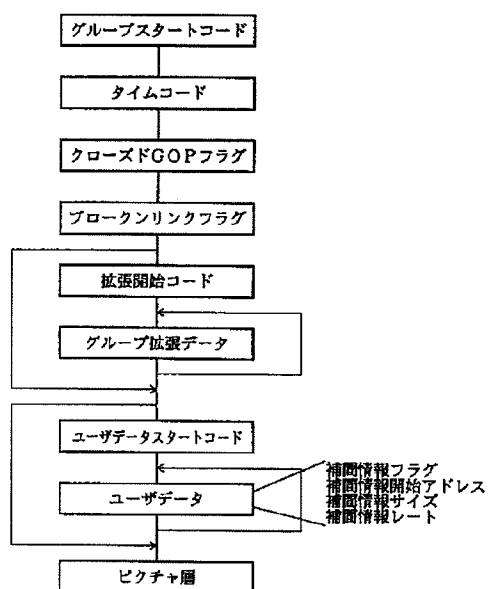 グループスタートコード
タイムコード
クローズドGOPフラグ
ブロークンリンクフラグ
拡張開始コード
グループ拡張データ
ユーザデータスタートコード
ユーザデータ
補間情報フラグ
補間情報開始アドレス
補間情報サイズ
補間情報レート
ピクチャ層